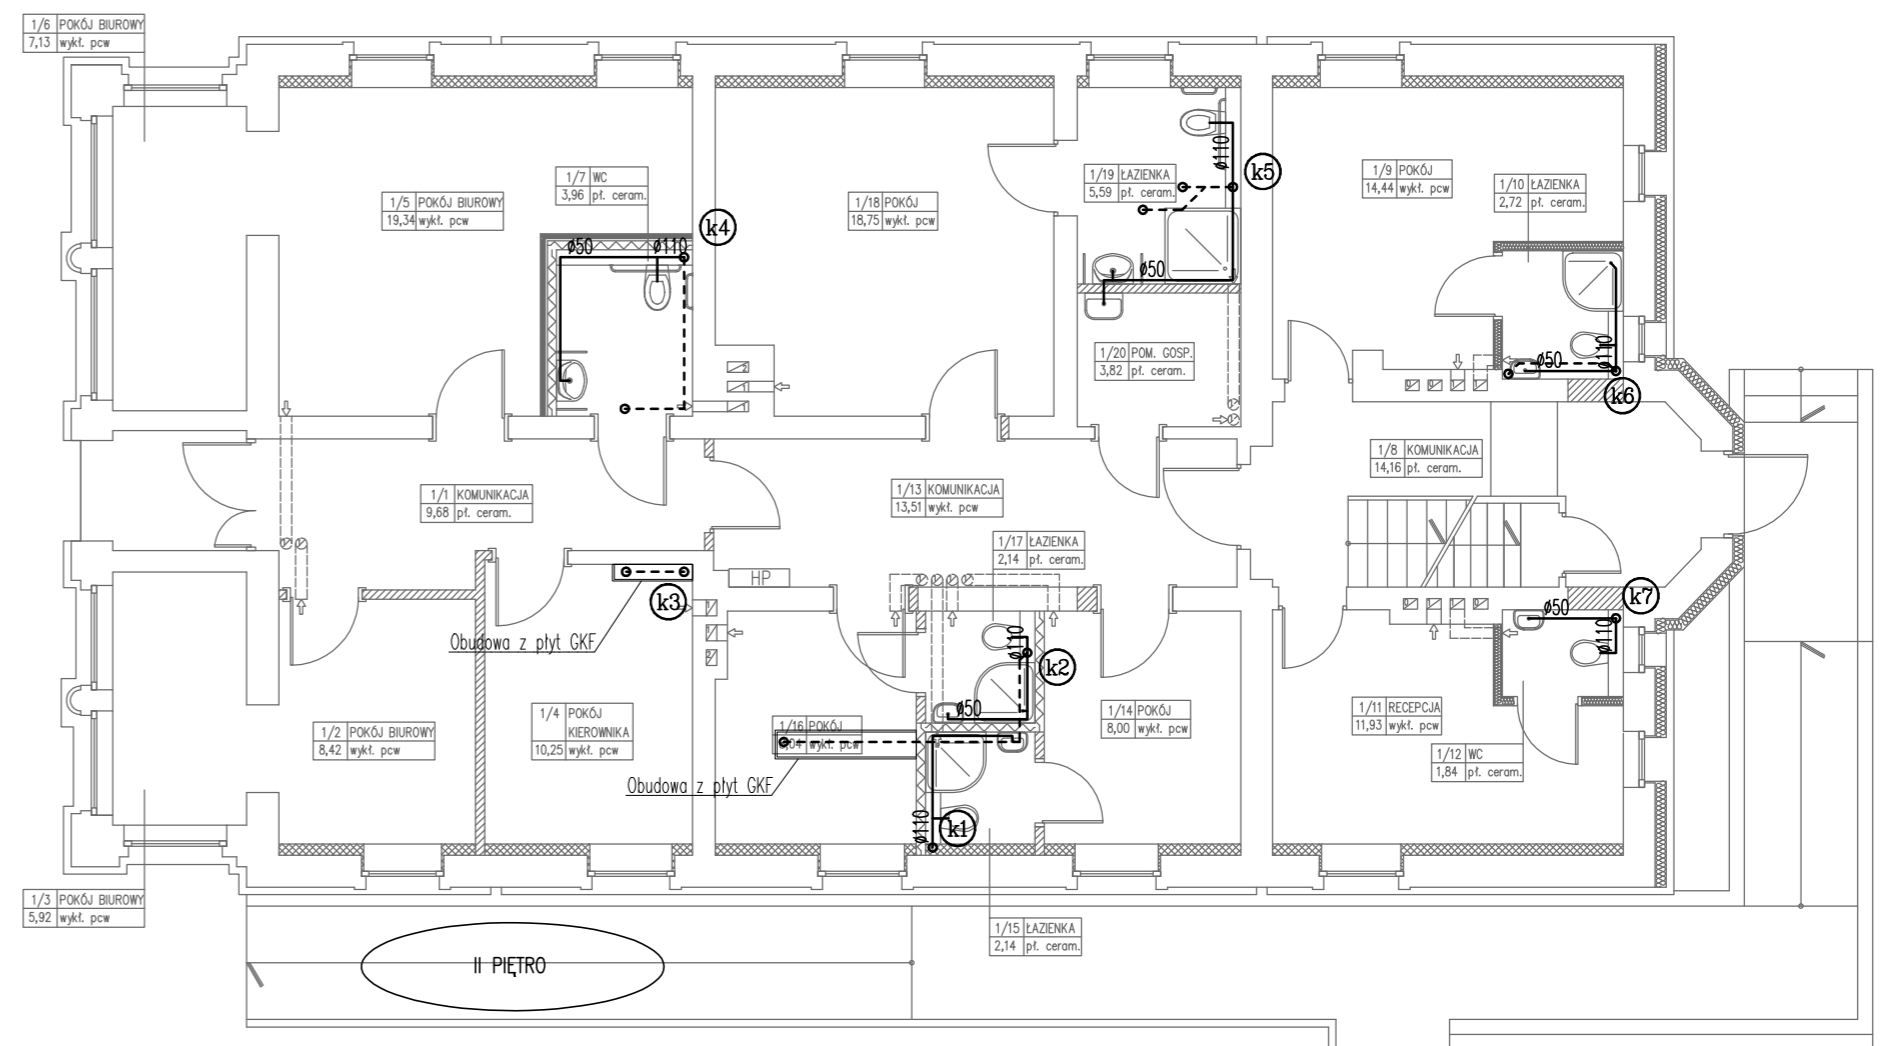 1/6 POKÓJ BIUROWY
7,13 wykł. pcw
1/7 WC
3,96 pł. ceram.
1/5 POKÓJ BIUROWY
19,34 wykł. pcw
k4
ø50
ø110
1/18 POKÓJ
18,75 wykł. pcw
1/19 ŁAZIENKA
5,59 pł. ceram.
ø110
k5
ø50
1/9 POKÓJ
14,44 wykł. pcw
1/10 ŁAZIENKA
2,72 pł. ceram.
1/20 POM. GOSP.
3,82 pł. ceram.
ø50
ø110
k6
1/8 KOMUNIKACJA
14,16 pł. ceram.
1/1 KOMUNIKACJA
9,68 pł. ceram.
1/13 KOMUNIKACJA
13,51 wykł. pcw
1/17 ŁAZIENKA
2,14 pł. ceram.
HP
k3
Obudowa z płyt GKF
ø110
k2
ø50
ø50
k7
ø110
1/2 POKÓJ BIUROWY
8,42 wykł. pcw
1/4 POKÓJ
KIEROWNIKA
10,25 wykł. pcw
1/16 POKÓJ
wykł. pcw
1/14 POKÓJ
8,00 wykł. pcw
1/11 RECEPCJA
11,93 wykł. pcw
1/12 WC
1,84 pł. ceram.
Obudowa z płyt GKF
ø110
k1
1/3 POKÓJ BIUROWY
5,92 wykł. pcw
1/15 ŁAZIENKA
2,14 pł. ceram.
II PIĘTRO